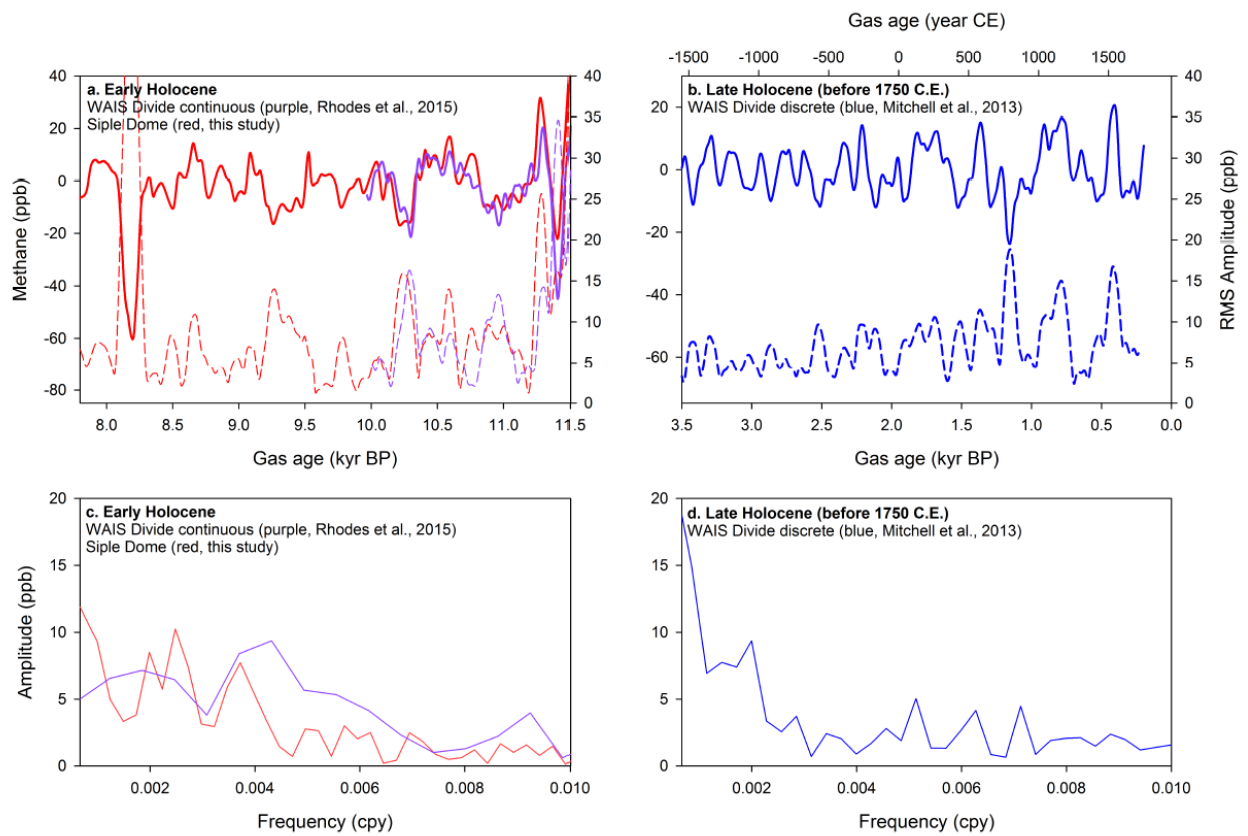 Gas age (year CE)
-1500 -1000 -500 0 500 1000 1500
a. Early Holocene
WAIS Divide continuous (purple, Rhodes et al., 2015)
Siple Dome (red, this study)
Methane (ppb)
40
20
0
-20
-40
-60
-80
40
35
30
25
20
15
10
5
0
8.0 8.5 9.0 9.5 10.0 10.5 11.0 11.5
Gas age (kyr BP)
b. Late Holocene (before 1750 C.E.)
WAIS Divide discrete (blue, Mitchell et al., 2013)
20
0
-20
-40
-60
40
35
30
25
20
15
10
5
0
RMS Amplitude (ppb)
3.5 3.0 2.5 2.0 1.5 1.0 0.5 0.0
Gas age (kyr BP)
c. Early Holocene
WAIS Divide continuous (purple, Rhodes et al., 2015)
Siple Dome (red, this study)
Amplitude (ppb)
20
15
10
5
0
0.002 0.004 0.006 0.008 0.010
Frequency (cpy)
d. Late Holocene (before 1750 C.E.)
WAIS Divide discrete (blue, Mitchell et al., 2013)
20
15
10
5
0
0.002 0.004 0.006 0.008 0.010
Frequency (cpy)